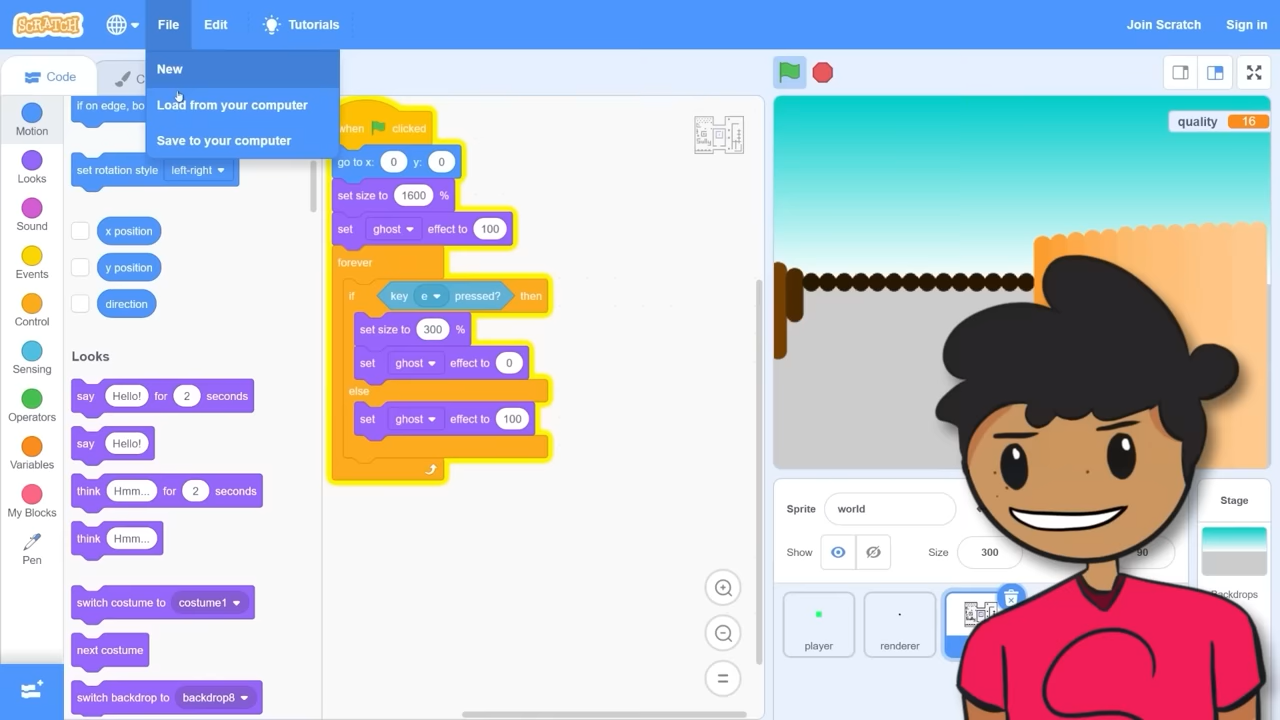 SCRATCH File Edit Tutorials Join Scratch Sign in
New
Load from your computer
Save to your computer
Code C
Motion
Looks
Sound
Events
Control
Sensing
Operators
Variables
My Blocks
Pen
if on edge, bo
set rotation style left-right
x position
y position
direction
Looks
say Hello! for 2 seconds
say Hello!
think Hmm... for 2 seconds
think Hmm...
switch costume to costume1
next costume
switch backdrop to backdrop8
when clicked
go to x: 0 y: 0
set size to 1600 %
set ghost effect to 100
forever
if key e pressed? then
set size to 300 %
set ghost effect to 0
else
set ghost effect to 100
quality 16
Sprite world
Show Size 300 90
player
renderer
Stage
Backdrops